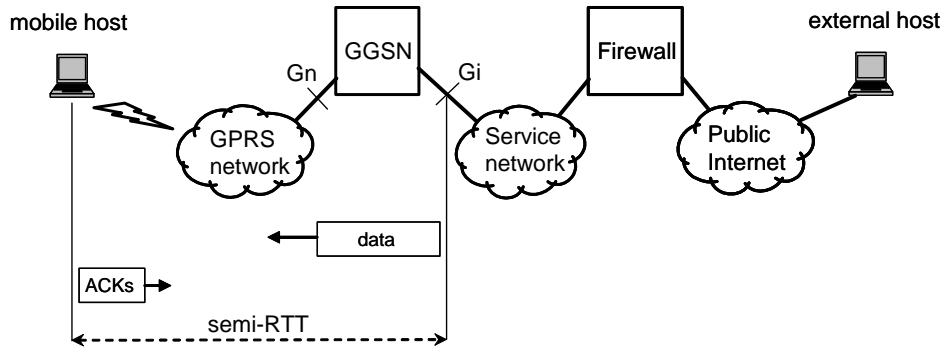 mobile host
external host
GGSN
Firewall
Gn
Gi
GPRS
network
Service
network
Public
Internet
data
ACKs
semi-RTT